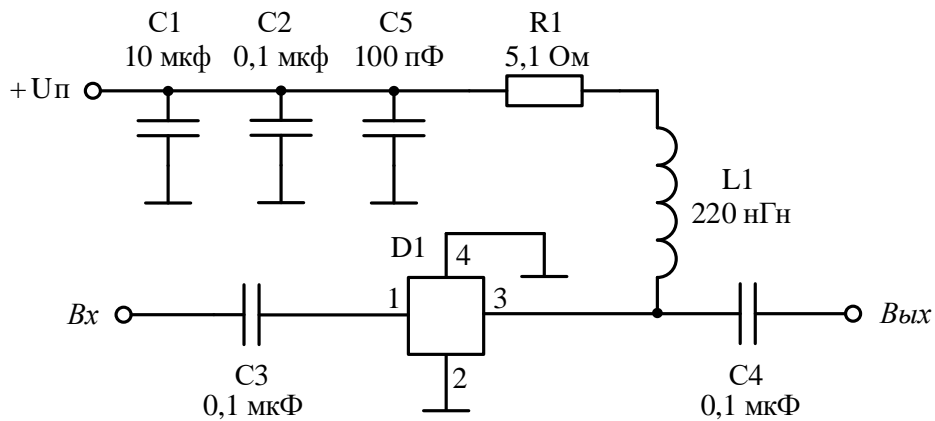 C1
10 мкф
C2
0,1 мкф
C5
100 пФ
R1
5,1 Ом
+Uп
L1
220 нГн
D1
4
Вх
1
3
Вых
2
C3
0,1 мкФ
C4
0,1 мкФ